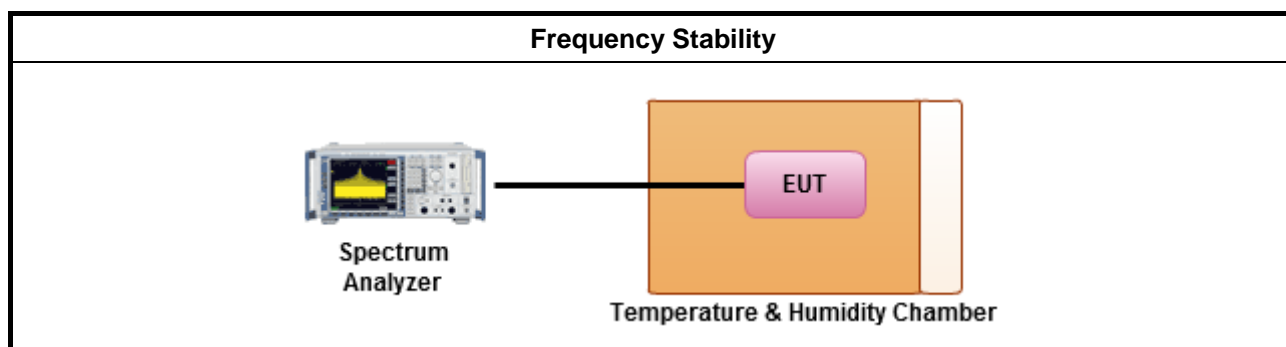 Frequency Stability
EUT
Spectrum
Analyzer
Temperature & Humidity Chamber